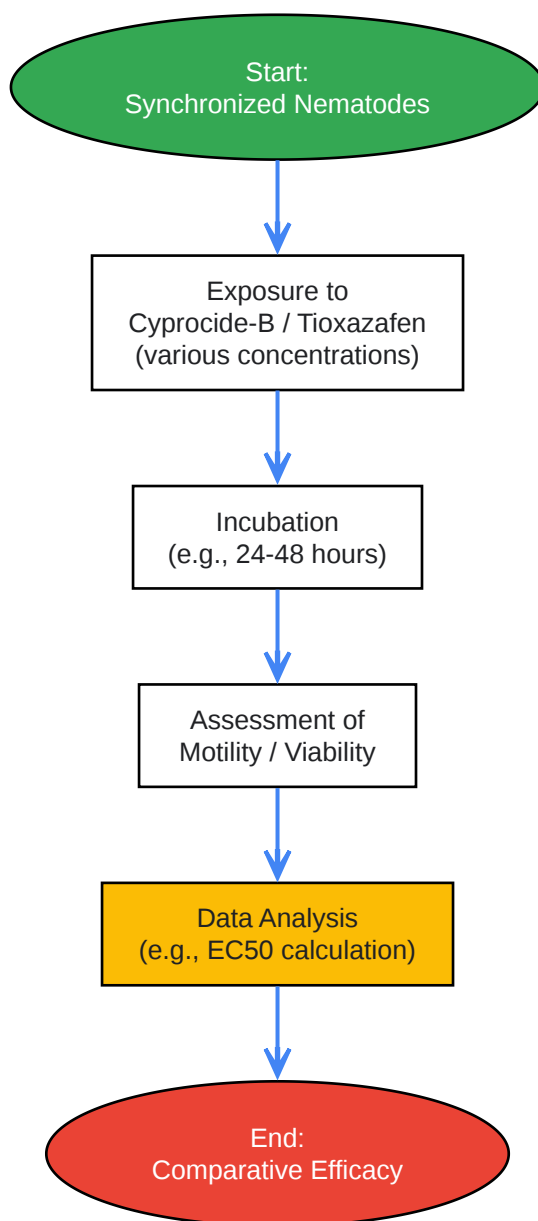 Start:
Synchronized Nematodes
Exposure to
Cyprocide-B / Tioxazafen
(various concentrations)
Incubation
(e.g., 24-48 hours)
Assessment of
Motility / Viability
Data Analysis
(e.g., EC50 calculation)
End:
Comparative Efficacy